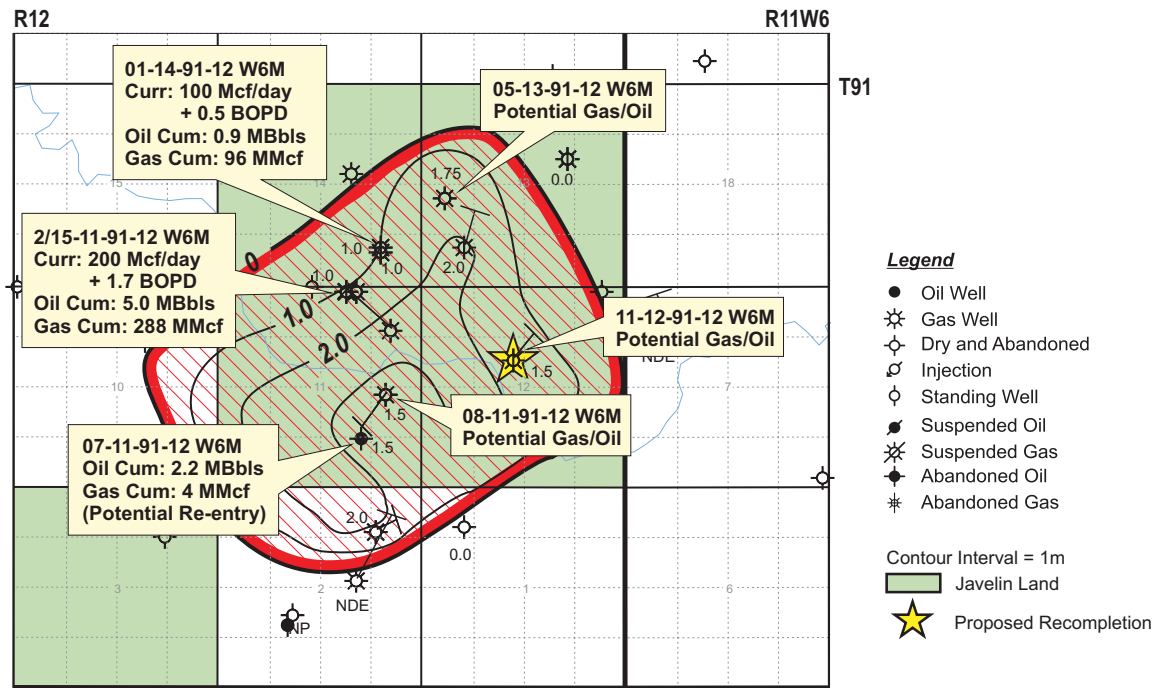 R12
R11W6
T91
01-14-91-12 W6M
Curr: 100 Mcf/day
+ 0.5 BOPD
Oil Cum: 0.9 MBbls
Gas Cum: 96 MMcf
05-13-91-12 W6M
Potential Gas/Oil
15
14
1.75
13
0.0
18
2/15-11-91-12 W6M
Curr: 200 Mcf/day
+ 1.7 BOPD
Oil Cum: 5.0 MBbls
Gas Cum: 288 MMcf
0
1.0
1.0
2.0
1.0
1.0
2.0
11-12-91-12 W6M
Potential Gas/Oil
NDE
1.5
10
11
12
7
1.5
08-11-91-12 W6M
Potential Gas/Oil
07-11-91-12 W6M
Oil Cum: 2.2 MBbls
Gas Cum: 4 MMcf
(Potential Re-entry)
1.5
2.0
0.0
3
2
1
6
NDE
NP
Legend
Oil Well
Gas Well
Dry and Abandoned
Injection
Standing Well
Suspended Oil
Suspended Gas
Abandoned Oil
Abandoned Gas
Contour Interval = 1m
Javelin Land
Proposed Recompletion